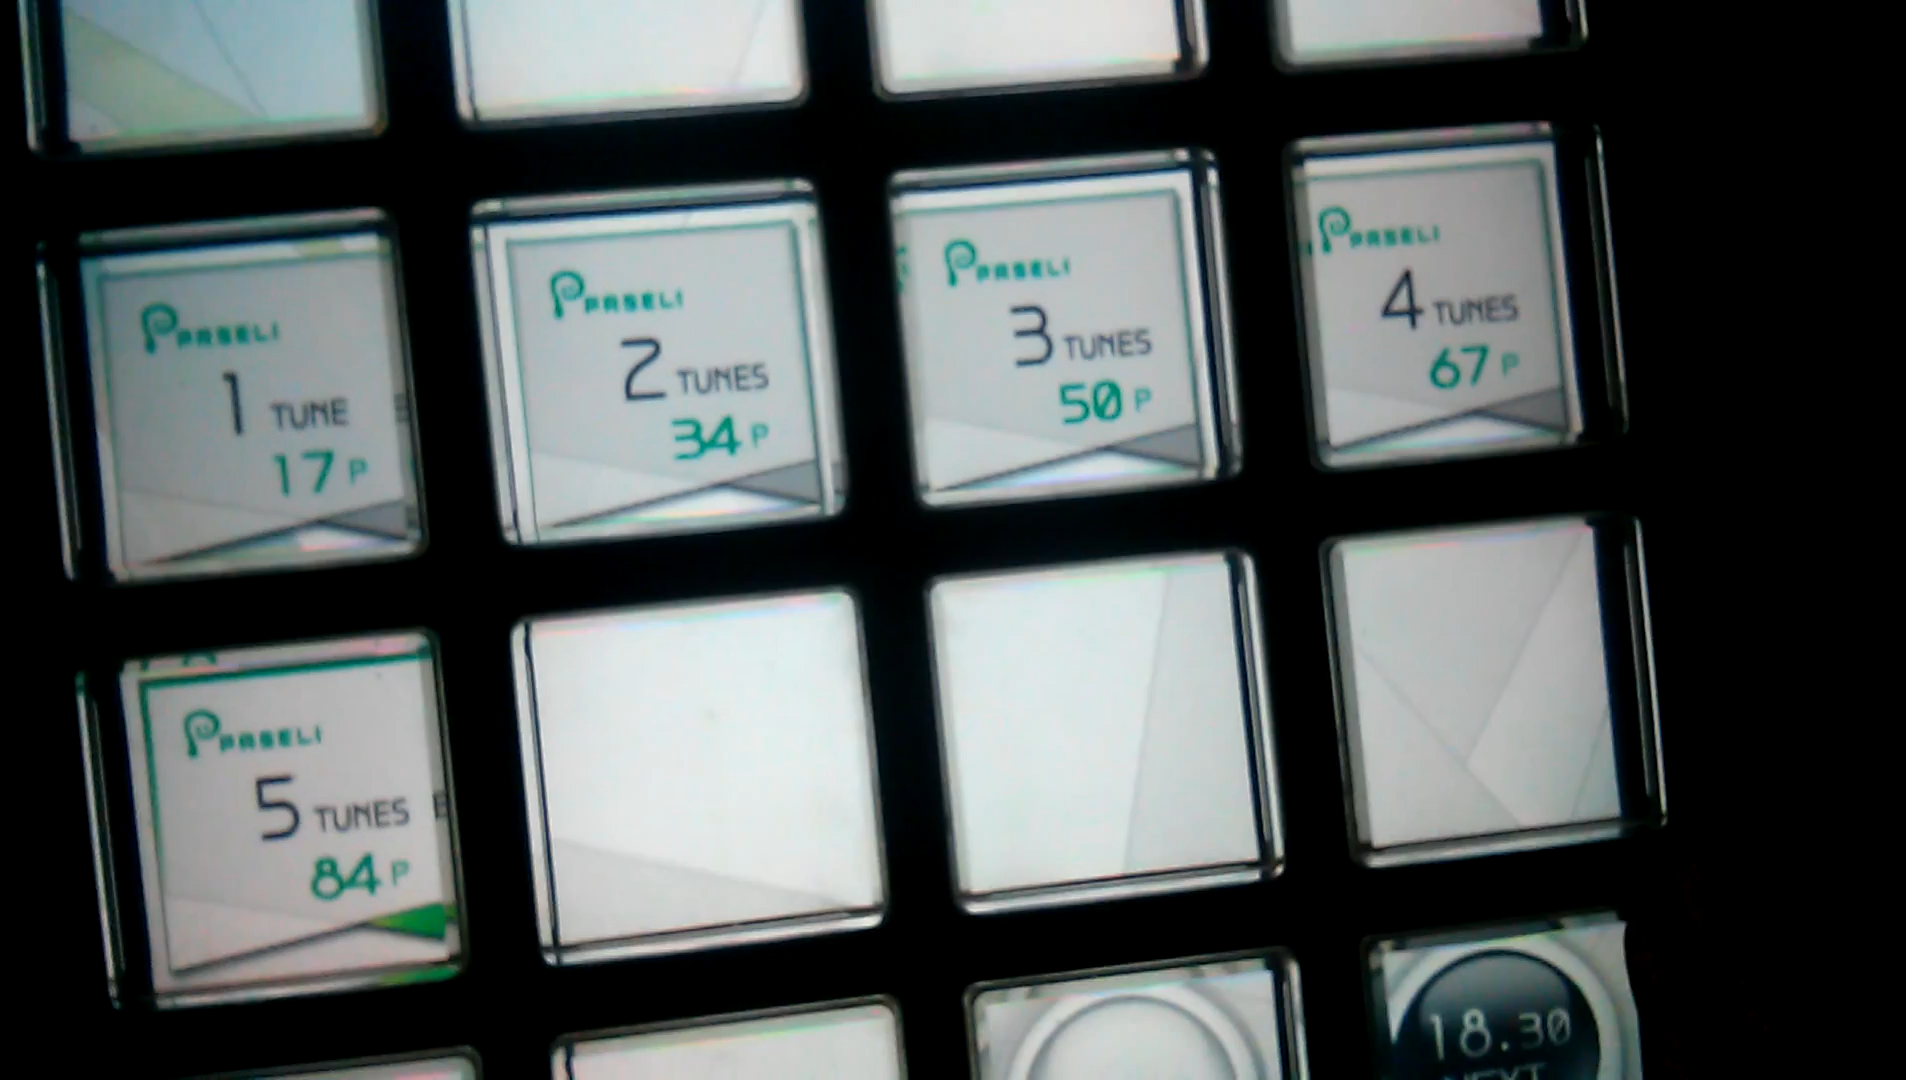 PASELI
1 TUNE
17 P
PASELI
2 TUNES
34 P
PASELI
3 TUNES
50 P
PASELI
4 TUNES
67 P
PASELI
5 TUNES
84 P
18.30
NEXT